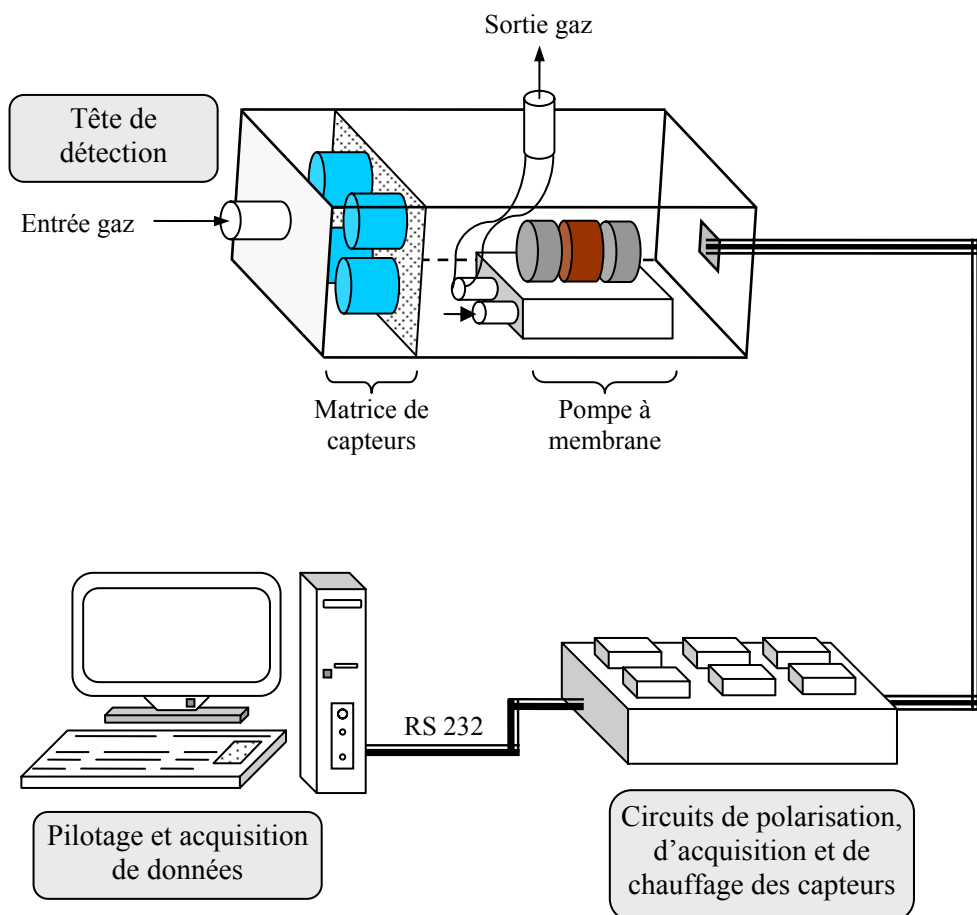 Sortie gaz
Tête de
détection
Entrée gaz
Matrice de
capteurs
Pompe à
membrane
RS 232
Pilotage et acquisition
de données
Circuits de polarisation,
d’acquisition et de
chauffage des capteurs